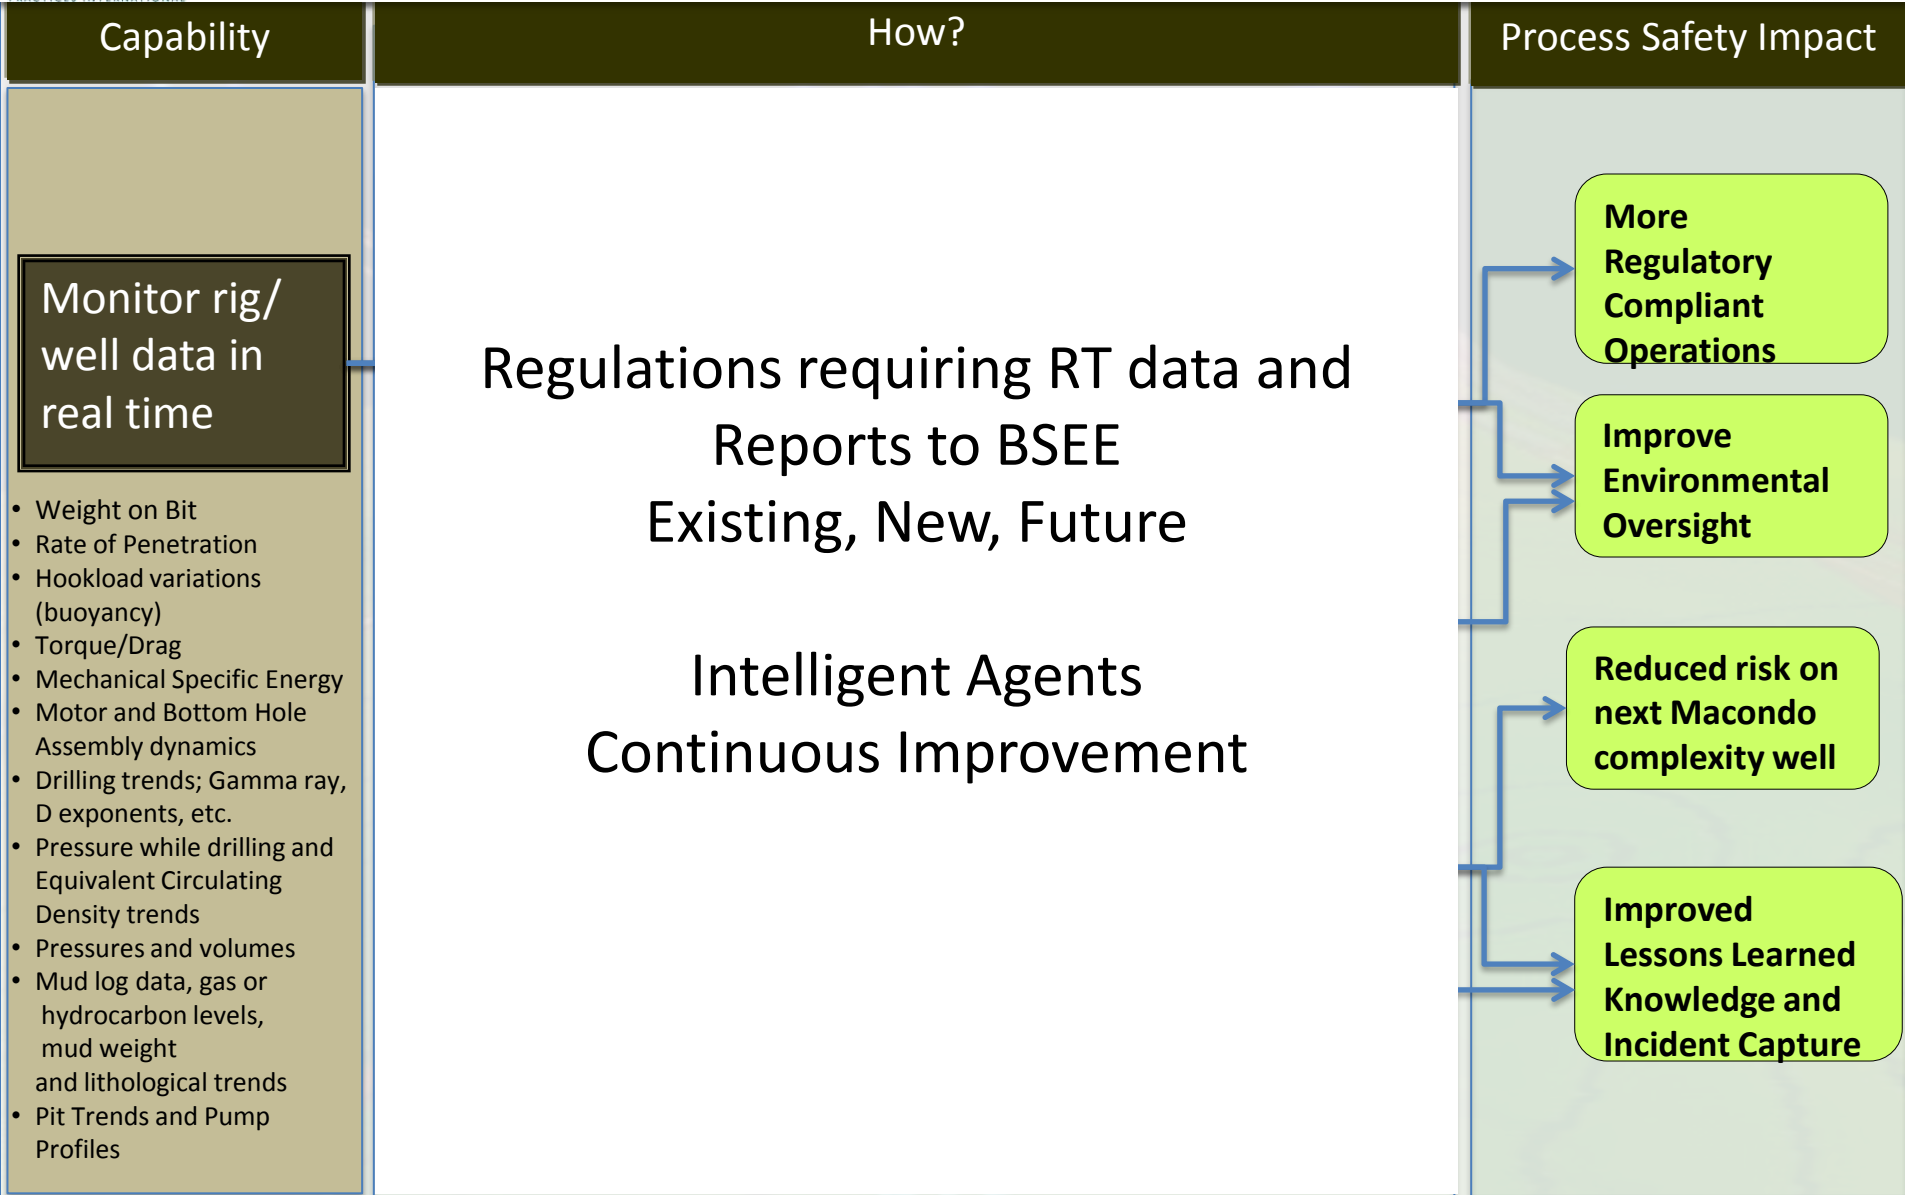 Capability
How?
Process Safety Impact
Monitor rig/
well data in
real time
• Weight on Bit
• Rate of Penetration
• Hookload variations
(buoyancy)
• Torque/Drag
• Mechanical Specific Energy
• Motor and Bottom Hole
Assembly dynamics
• Drilling trends; Gamma ray,
D exponents, etc.
• Pressure while drilling and
Equivalent Circulating
Density trends
• Pressures and volumes
• Mud log data, gas or
hydrocarbon levels,
mud weight
and lithological trends
• Pit Trends and Pump
Profiles
Regulations requiring RT data and
Reports to BSEE
Existing, New, Future
Intelligent Agents
Continuous Improvement
More
Regulatory
Compliant
Operations
Improve
Environmental
Oversight
Reduced risk on
next Macondo
complexity well
Improved
Lessons Learned
Knowledge and
Incident Capture